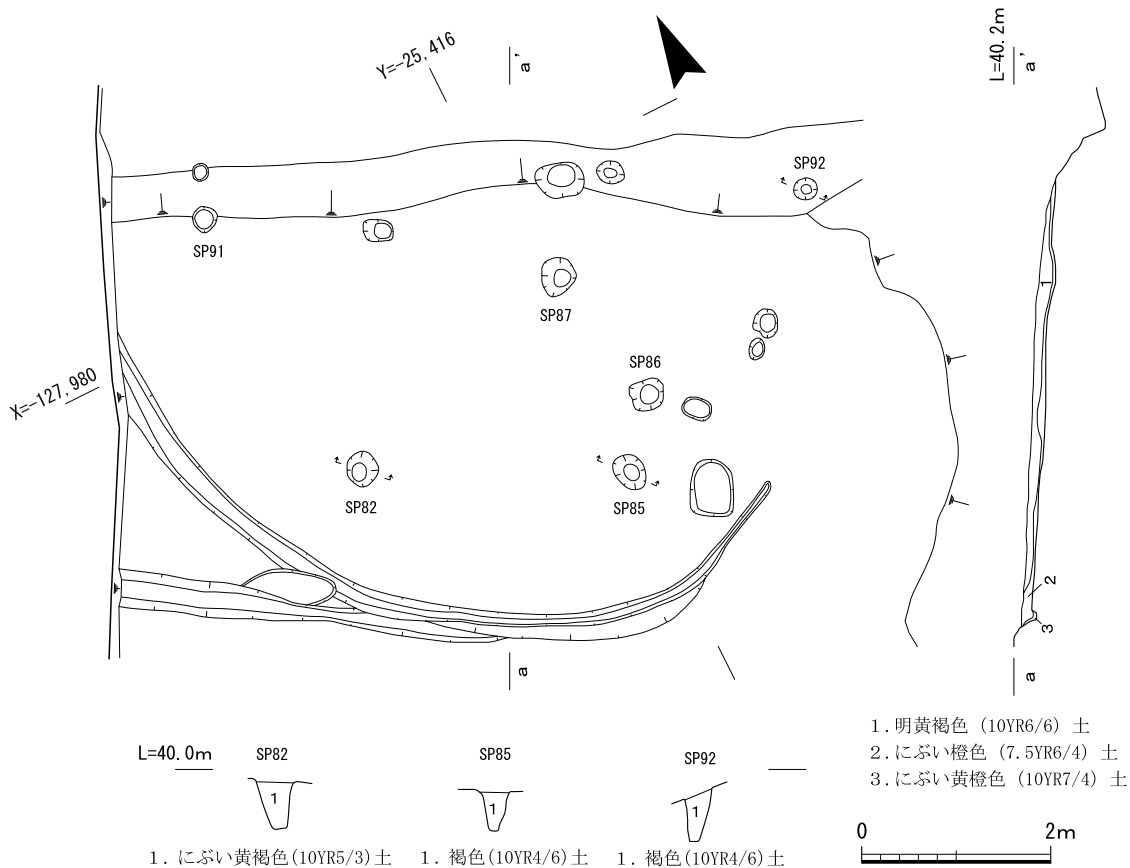 Y=-25,416
a'
L=40.2m
a'
SP92
SP91
1
SP87
SP86
X=-127,980
SP82
SP85
2
3
a
a
1. 明黄褐色 (10YR6/6) 土
2. にぶい橙色 (7.5YR6/4) 土
3. にぶい黄橙色 (10YR7/4) 土
L=40.0m
SP82
SP85
SP92
1
1
1
1. にぶい黄褐色(10YR5/3)土
1. 褐色(10YR4/6)土
1. 褐色(10YR4/6)土
0
2m